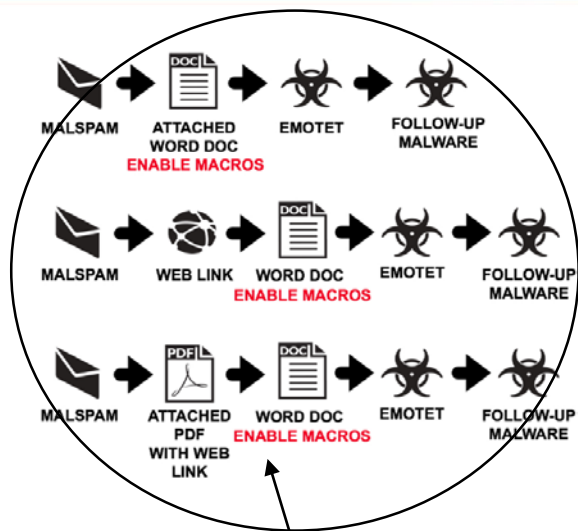 DOC
MALSPAM ATTACHED WORD DOC ENABLE MACROS EMOTET FOLLOW-UP MALWARE
DOC
MALSPAM WEB LINK WORD DOC ENABLE MACROS EMOTET FOLLOW-UP MALWARE
PDF DOC
MALSPAM ATTACHED PDF WITH WEB LINK WORD DOC ENABLE MACROS EMOTET FOLLOW-UP MALWARE